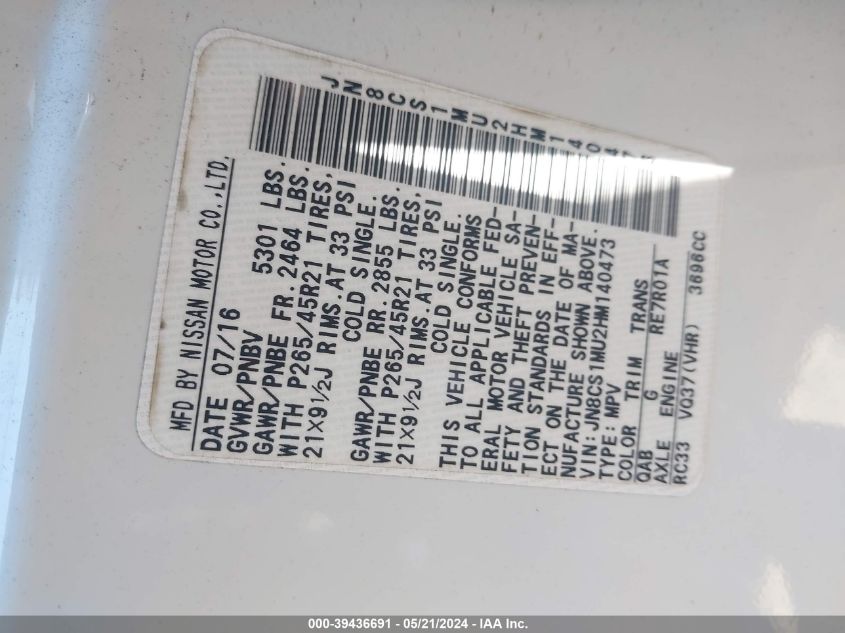 JN8CS1MU2HM14047
MFD BY NISSAN MOTOR CO.,LTD.
DATE 07/16
GVWR/PNBV 5301 LBS.
GAWR/PNBE FR. 2464 LBS.
WITH P265/45R21 TIRES,
21X9½J RIMS.AT 33 PSI
COLD SINGLE.
GAWR/PNBE RR. 2855 LBS.
WITH P265/45R21 TIRES,
21X9½J RIMS.AT 33 PSI
COLD SINGLE.
THIS VEHICLE CONFORMS
TO ALL APPLICABLE FED-
ERAL MOTOR VEHICLE SA-
FETY AND THEFT PREVEN-
TION STANDARDS IN EFF-
ECT ON THE DATE OF MA-
NUFACTURE SHOWN ABOVE.
VIN: JN8CS1MU2HM140473
TYPE: MPV
COLOR TRIM TRANS
QAB G RE7R01A
AXLE ENGINE
RC33 VQ37(VHR) 3696CC
000-39436691 - 05/21/2024 - IAA Inc.